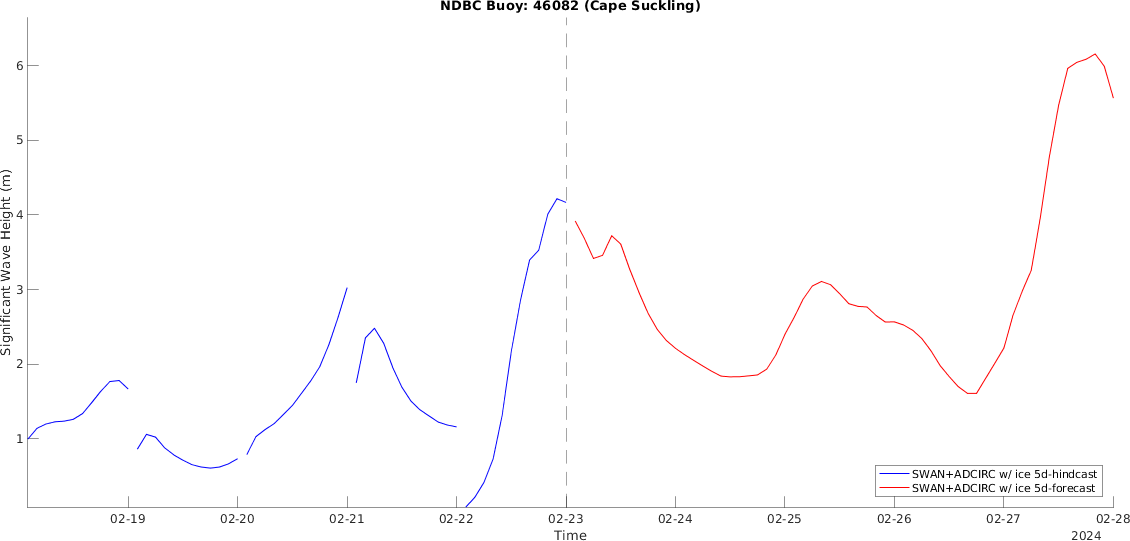 NDBC Buoy: 46082 (Cape Suckling)
6
5
4
3
2
1
Significant Wave Height (m)
SWAN+ADCIRC w/ ice 5d-hindcast
SWAN+ADCIRC w/ ice 5d-forecast
02-19 02-20 02-21 02-22 02-23 02-24 02-25 02-26 02-27 02-28
Time
2024